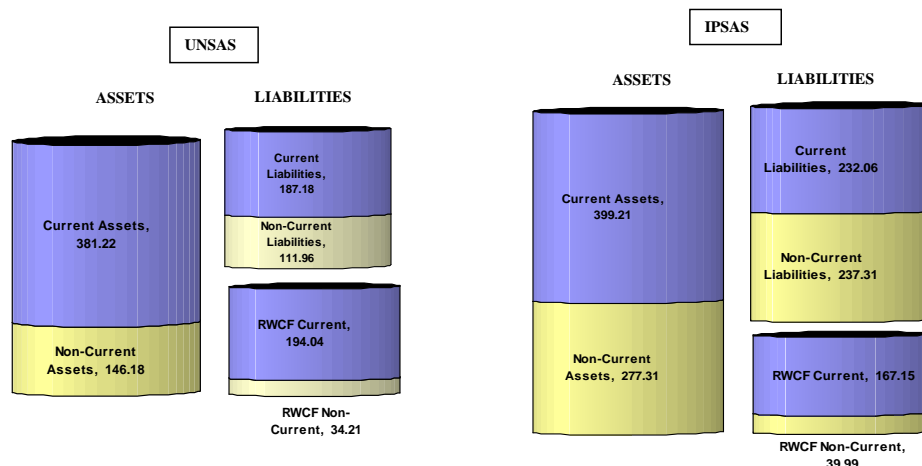 UNSAS
ASSETS
LIABILITIES
Current Assets,
381.22
Non-Current
Assets, 146.18
Current
Liabilities,
187.18
Non-Current
Liabilities,
111.96
RWCF Current,
194.04
RWCF Non-
Current, 34.21
IPSAS
ASSETS
LIABILITIES
Current Assets,
399.21
Non-Current
Assets, 277.31
Current
Liabilities, 232.06
Non-Current
Liabilities, 237.31
RWCF Current, 167.15
RWCF Non-Current,
39.99